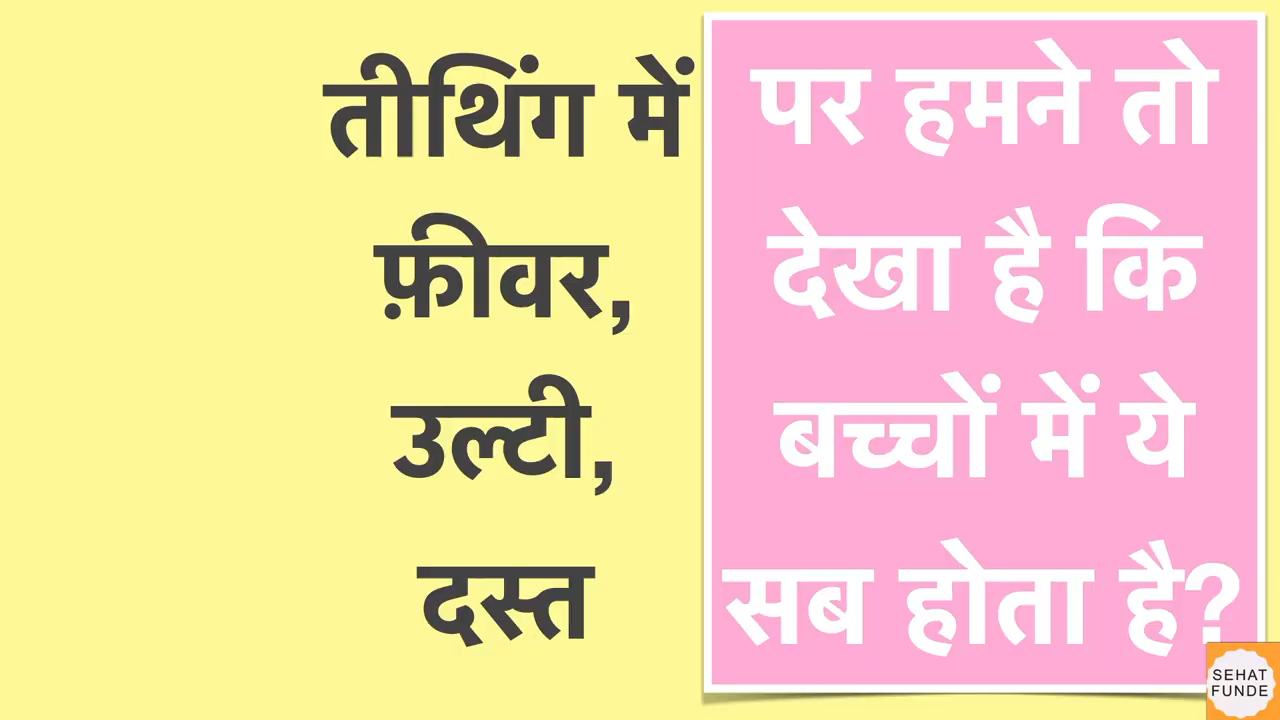 तीथिंग में
फ़ीवर,
उल्टी,
दस्त
पर हमने तो
देखा है कि
बच्चों में ये
सब होता है?
SEHAT
FUNDE